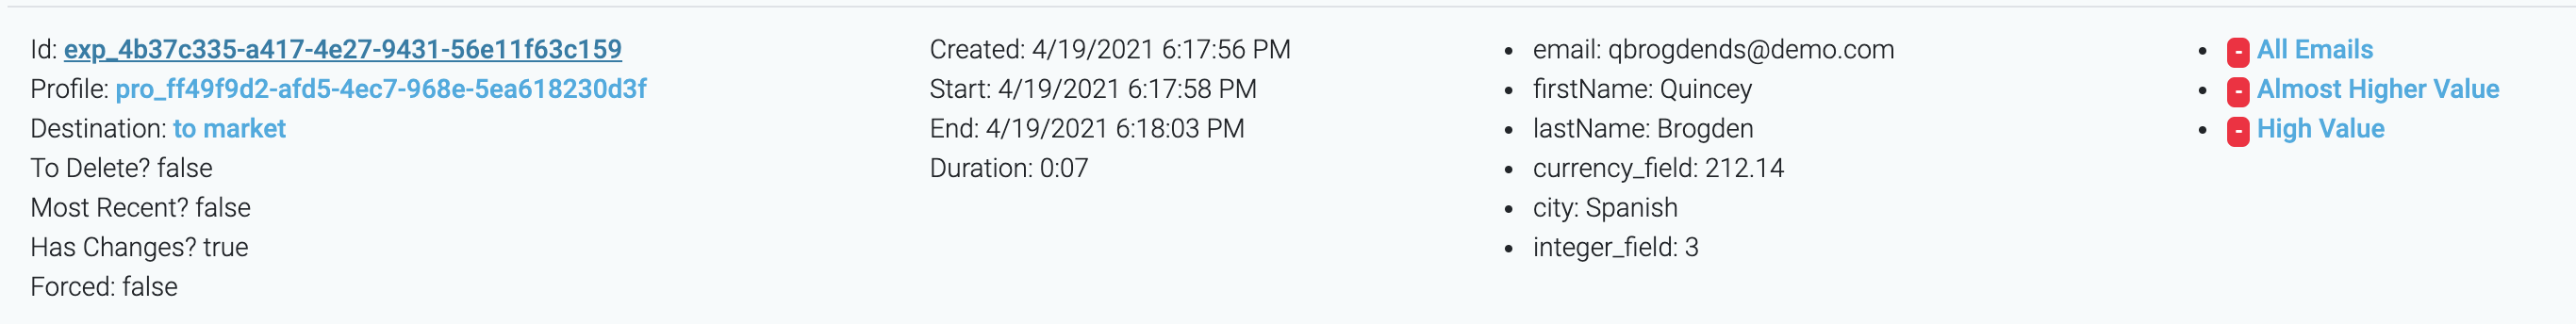 Id: exp_4b37c335-a417-4e27-9431-56e11f63c159
Profile: pro_ff49f9d2-afd5-4ec7-968e-5ea618230d3f
Destination: to market
To Delete? false
Most Recent? false
Has Changes? true
Forced: false
Created: 4/19/2021 6:17:56 PM
Start: 4/19/2021 6:17:58 PM
End: 4/19/2021 6:18:03 PM
Duration: 0:07
• email: qbrogdends@demo.com
• firstName: Quincey
• lastName: Brogden
• currency_field: 212.14
• city: Spanish
• integer_field: 3
• - All Emails
• - Almost Higher Value
• - High Value